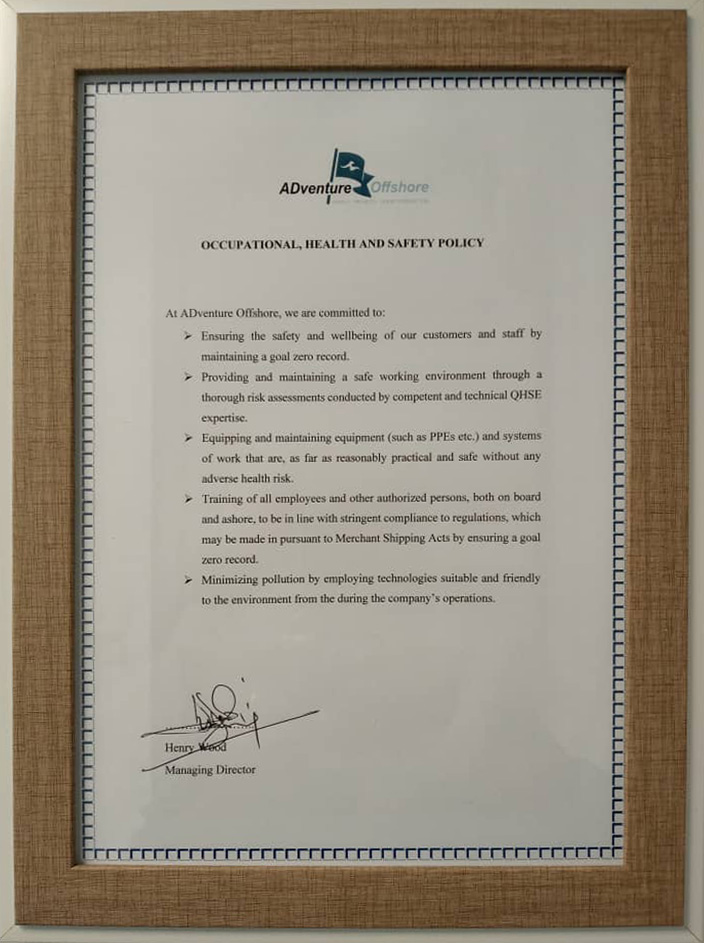 ADventure Offshore
OCCUPATIONAL, HEALTH AND SAFETY POLICY
At ADventure Offshore, we are committed to:
➢ Ensuring the safety and wellbeing of our customers and staff by
maintaining a goal zero record.
➢ Providing and maintaining a safe working environment through a
thorough risk assessments conducted by competent and technical QHSE
expertise.
➢ Equipping and maintaining equipment (such as PPEs etc.) and systems
of work that are, as far as reasonably practical and safe without any
adverse health risk.
➢ Training of all employees and other authorized persons, both on board
and ashore, to be in line with stringent compliance to regulations, which
may be made in pursuant to Merchant Shipping Acts by ensuring a goal
zero record.
➢ Minimizing pollution by employing technologies suitable and friendly
to the environment from the during the company’s operations.
Henry Wood
Managing Director